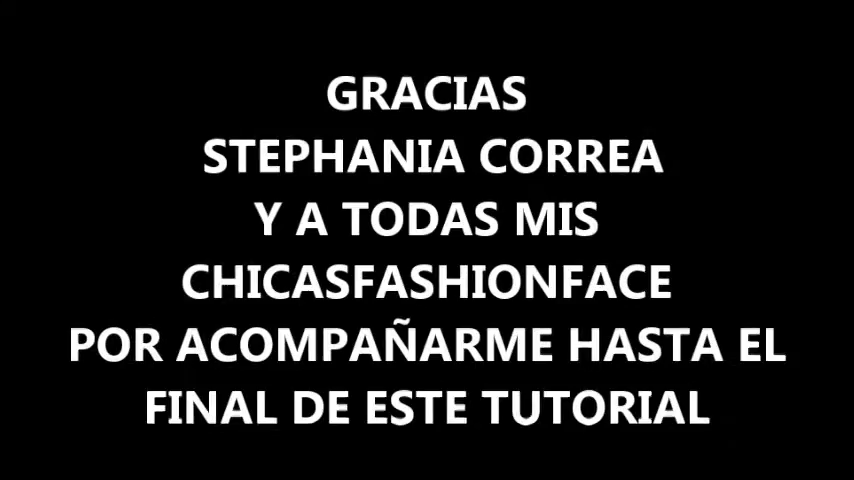 GRACIAS
STEPHANIA CORREA
Y A TODAS MIS
CHICASFASHIONFACE
POR ACOMPAÑARME HASTA EL
FINAL DE ESTE TUTORIAL